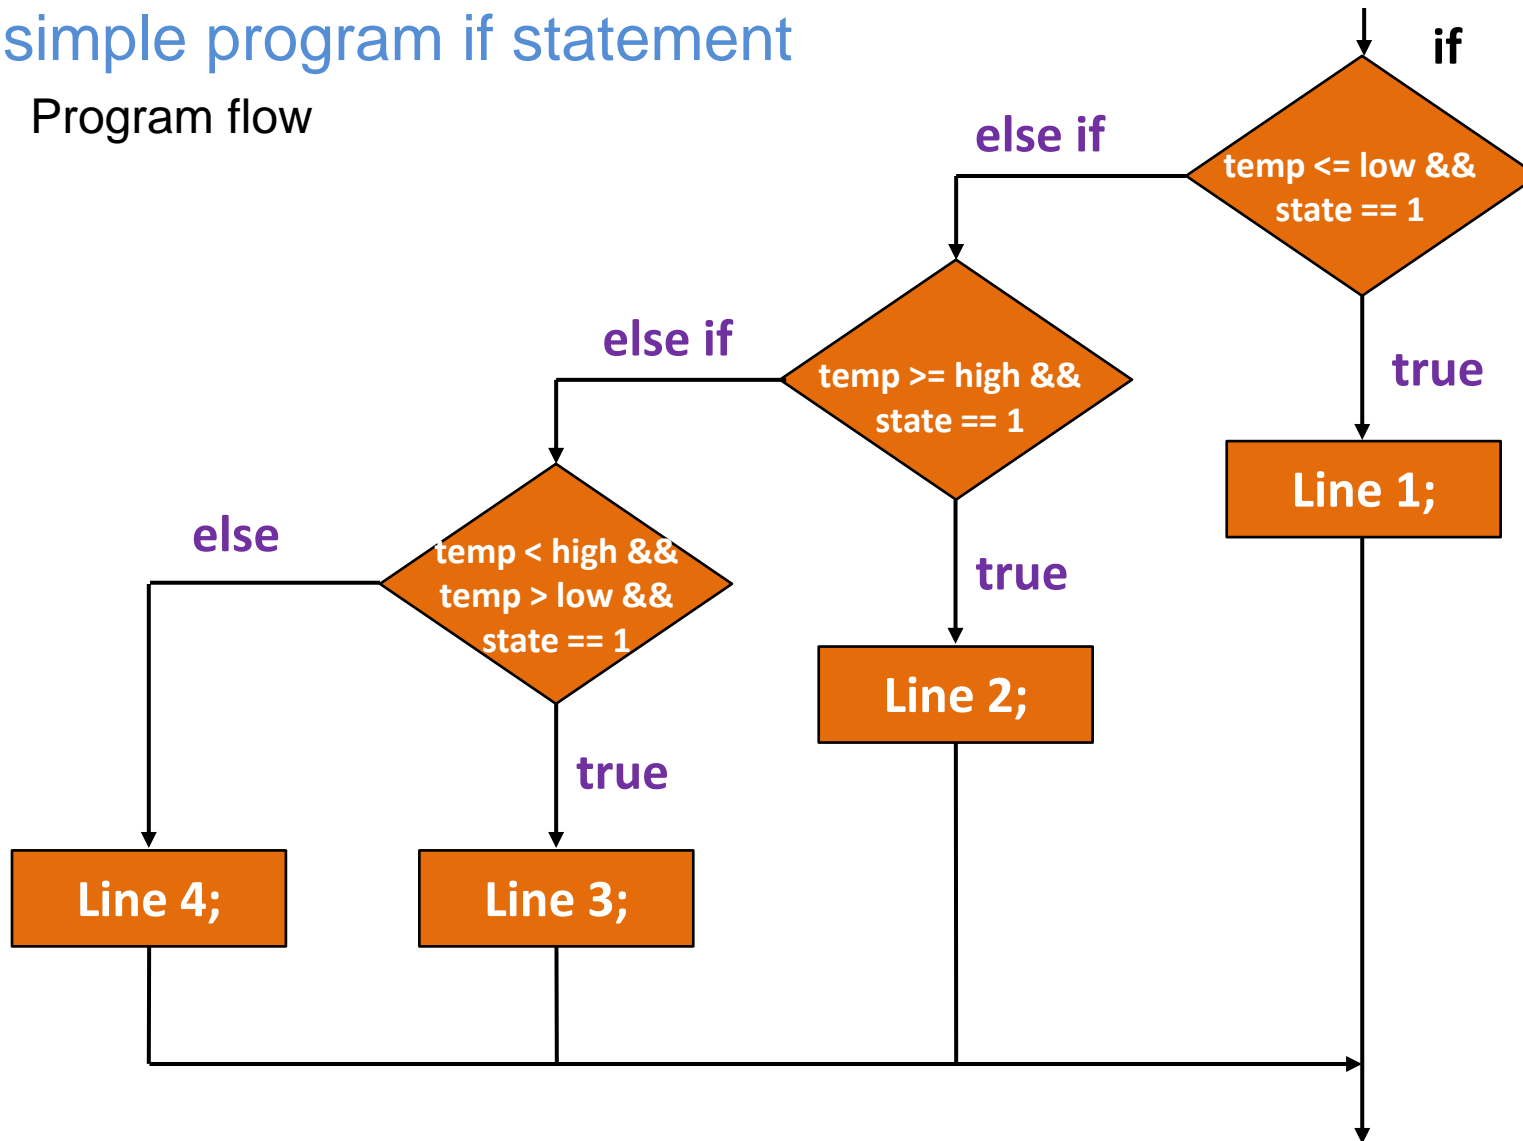 simple program if statement
Program flow
if
else if
temp <= low &&
state == 1
else if
temp >= high &&
state == 1
true
Line 1;
else
temp < high &&
temp > low &&
state == 1
true
Line 2;
true
Line 4;
Line 3;